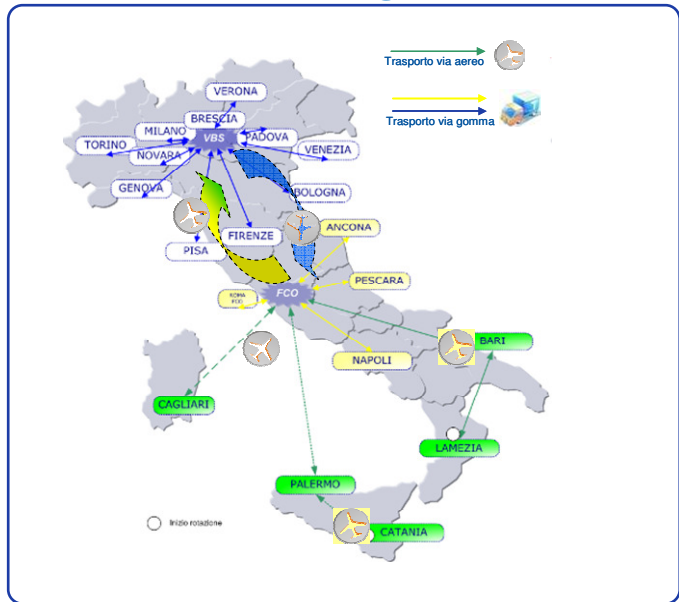 Trasporto via aereo
Trasporto via gomma
VERONA
BRESCIA
MILANO
PADOVA
TORINO
VBS
VENEZIA
NOVARA
GENOVA
BOLOGNA
ANCONA
FIRENZE
PISA
PESCARA
FCO
ROMA
FCO
BARI
NAPOLI
CAGLIARI
LAMEZIA
PALERMO
Inizio rotazione
CATANIA